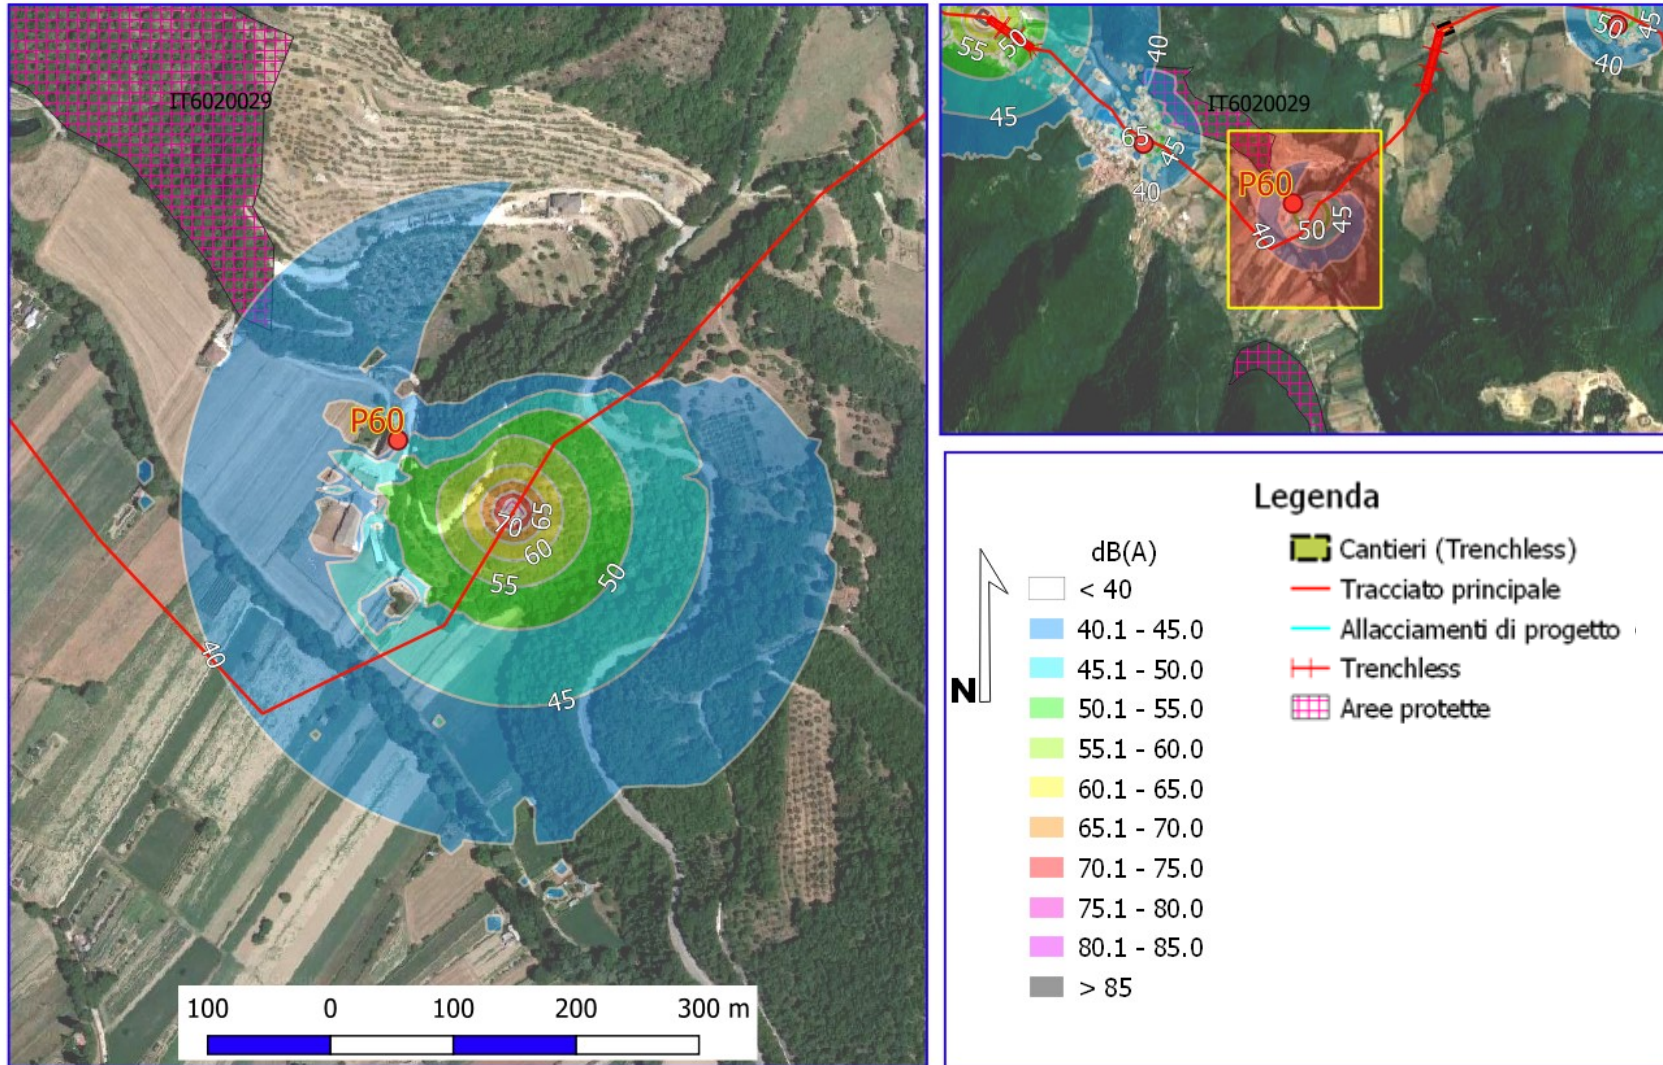 IT6020029
P60
70
65
60
55
50
45
40
100 0 100 200 300 m
55
50
45
40
65
45
40
IT6020029
P60
40
50
45
50
45
40
Legenda
dB(A)
< 40
40.1 - 45.0
45.1 - 50.0
50.1 - 55.0
55.1 - 60.0
60.1 - 65.0
65.1 - 70.0
70.1 - 75.0
75.1 - 80.0
80.1 - 85.0
> 85
N
Cantieri (Trenchless)
Tracciato principale
Allacciamenti di progetto
Trenchless
Aree protette